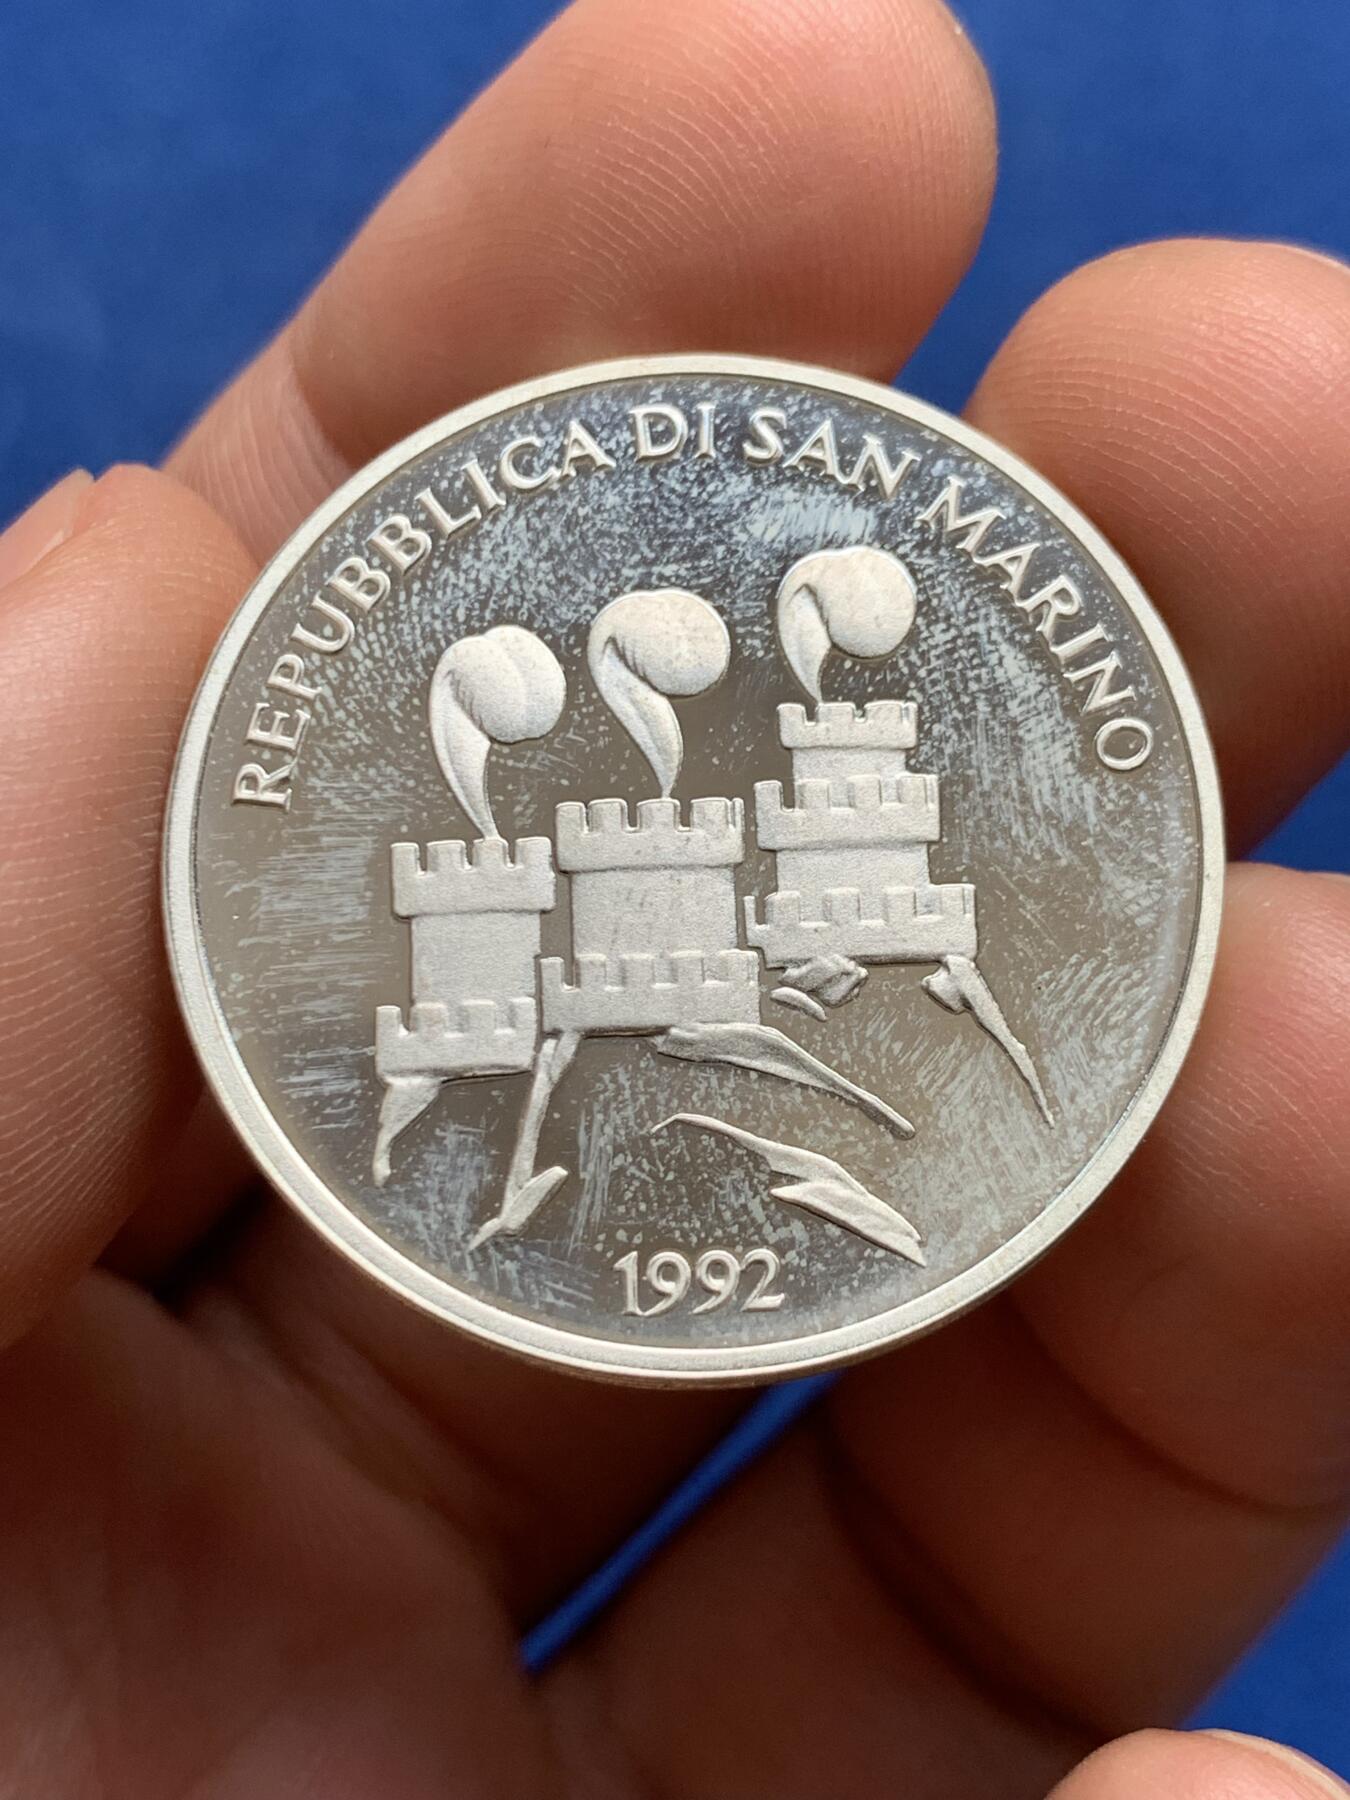 REPUBBLICA DI SAN MARINO
1992